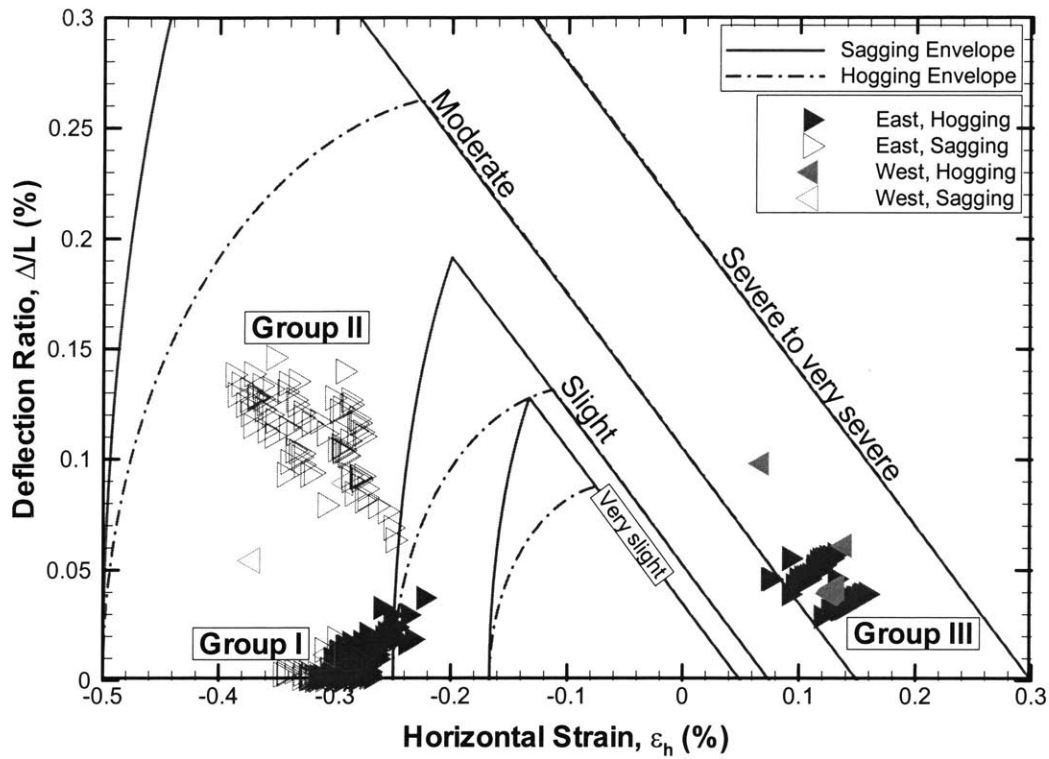 0.3
0.25
0.2
0.15
0.1
0.05
0
Deflection Ratio, Δ/L (%)
Sagging Envelope
Hogging Envelope
East, Hogging
East, Sagging
West, Hogging
West, Sagging
Moderate
Severe to very severe
Slight
Very slight
Group II
Group I
Group III
-0.5
-0.4
-0.3
-0.2
-0.1
0
0.1
0.2
0.3
Horizontal Strain, εh (%)